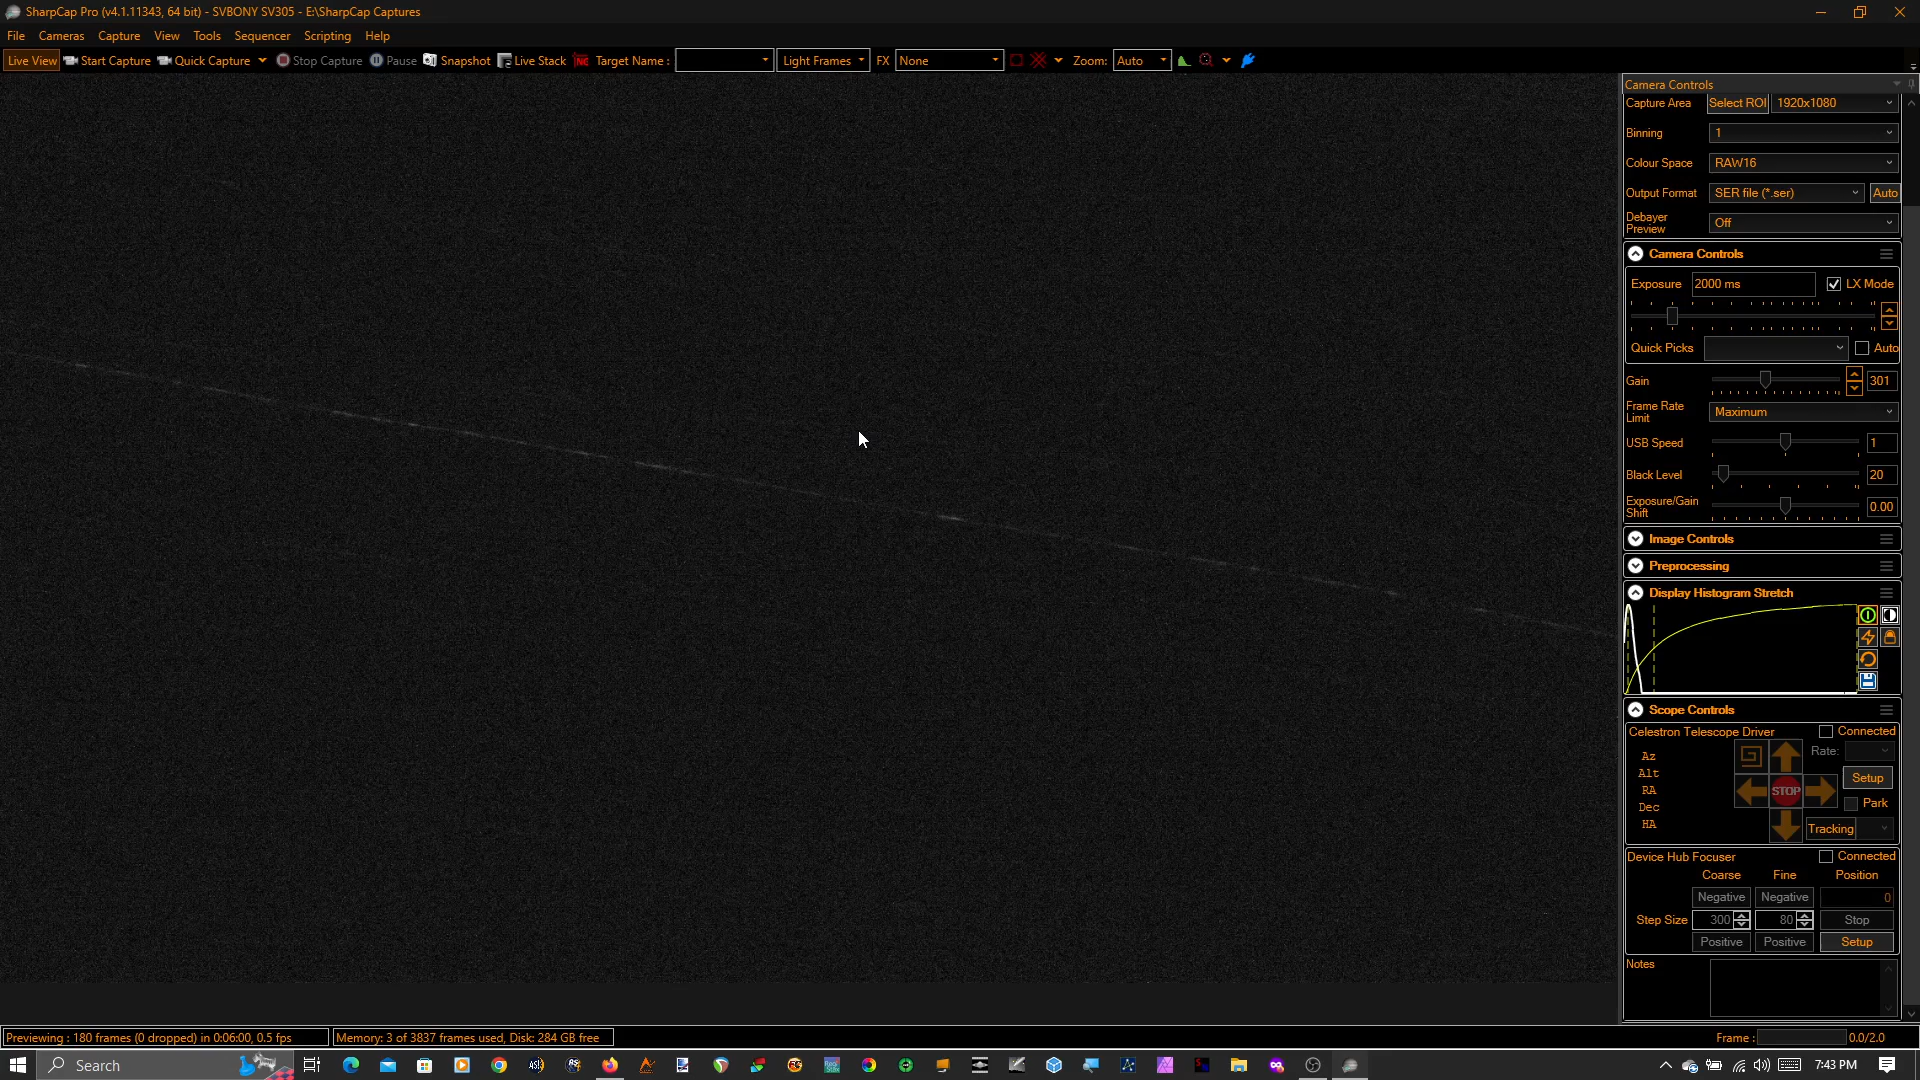 SharpCap Pro (v4.1.11343, 64 bit) - SVBONY SV305 - E:\SharpCap Captures
File Cameras Capture View Tools Sequencer Scripting Help
Live View Start Capture Quick Capture Stop Capture Pause Snapshot Live Stack NC Target Name : Light Frames FX None Zoom: Auto
Camera Controls
Capture Area Select ROI 1920x1080
Binning 1
Colour Space RAW16
Output Format SER file (*.ser) Auto
Debayer Preview Off
Camera Controls
Exposure 2000 ms LX Mode
Quick Picks Auto
Gain 301
Frame Rate Limit Maximum
USB Speed 1
Black Level 20
Exposure/Gain Shift 0.00
Image Controls
Preprocessing
Display Histogram Stretch
Scope Controls
Celestron Telescope Driver Connected
Az Rate:
Alt Setup
RA STOP
Dec Park
HA Tracking
Device Hub Focuser Connected
Coarse Fine Position
Negative Negative 0
Step Size 300 80 Stop
Positive Positive Setup
Notes
Previewing : 180 frames (0 dropped) in 0:06:00, 0.5 fps Memory: 3 of 3837 frames used, Disk: 284 GB free Frame : 0.0/2.0
Search 7:43 PM